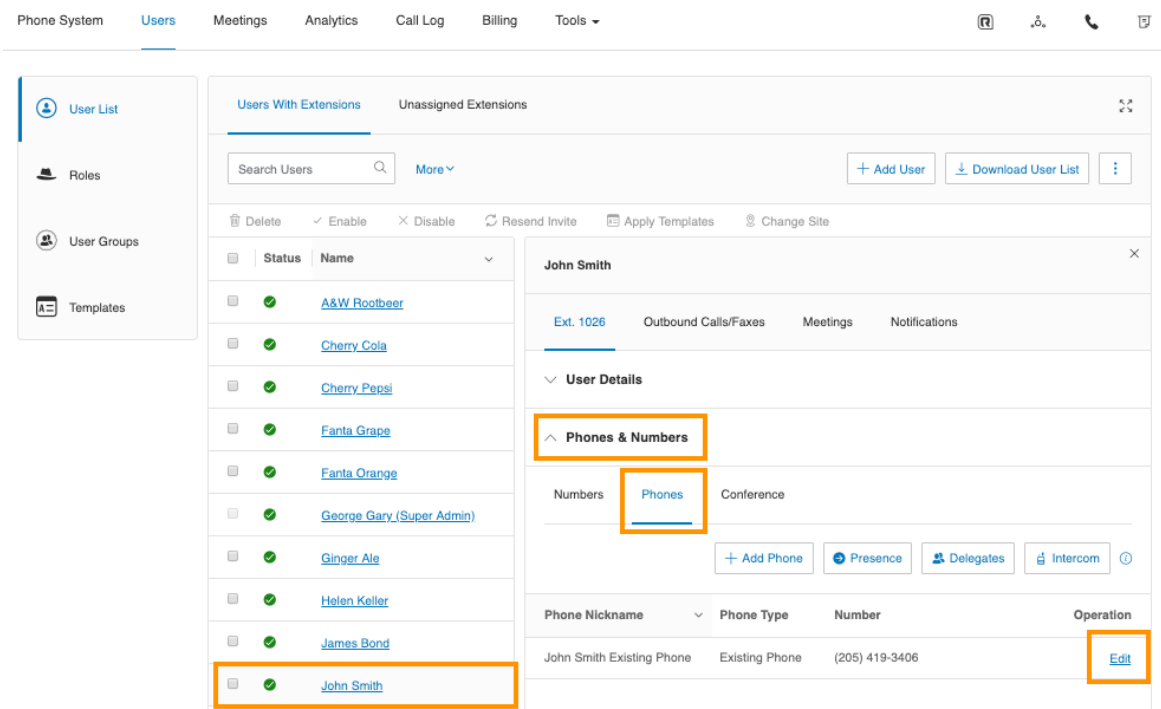 Phone System Users Meetings Analytics Call Log Billing Tools
User List
Roles
User Groups
Templates
Users With Extensions Unassigned Extensions
Search Users More + Add User Download User List
Delete Enable Disable Resend Invite Apply Templates Change Site
Status Name
A&W Rootbeer
Cherry Cola
Cherry Pepsi
Fanta Grape
Fanta Orange
George Gary (Super Admin)
Ginger Ale
Helen Keller
James Bond
John Smith
John Smith
Ext. 1026 Outbound Calls/Faxes Meetings Notifications
User Details
Phones & Numbers
Numbers Phones Conference
+ Add Phone Presence Delegates Intercom
Phone Nickname Phone Type Number Operation
John Smith Existing Phone Existing Phone (205) 419-3406 Edit